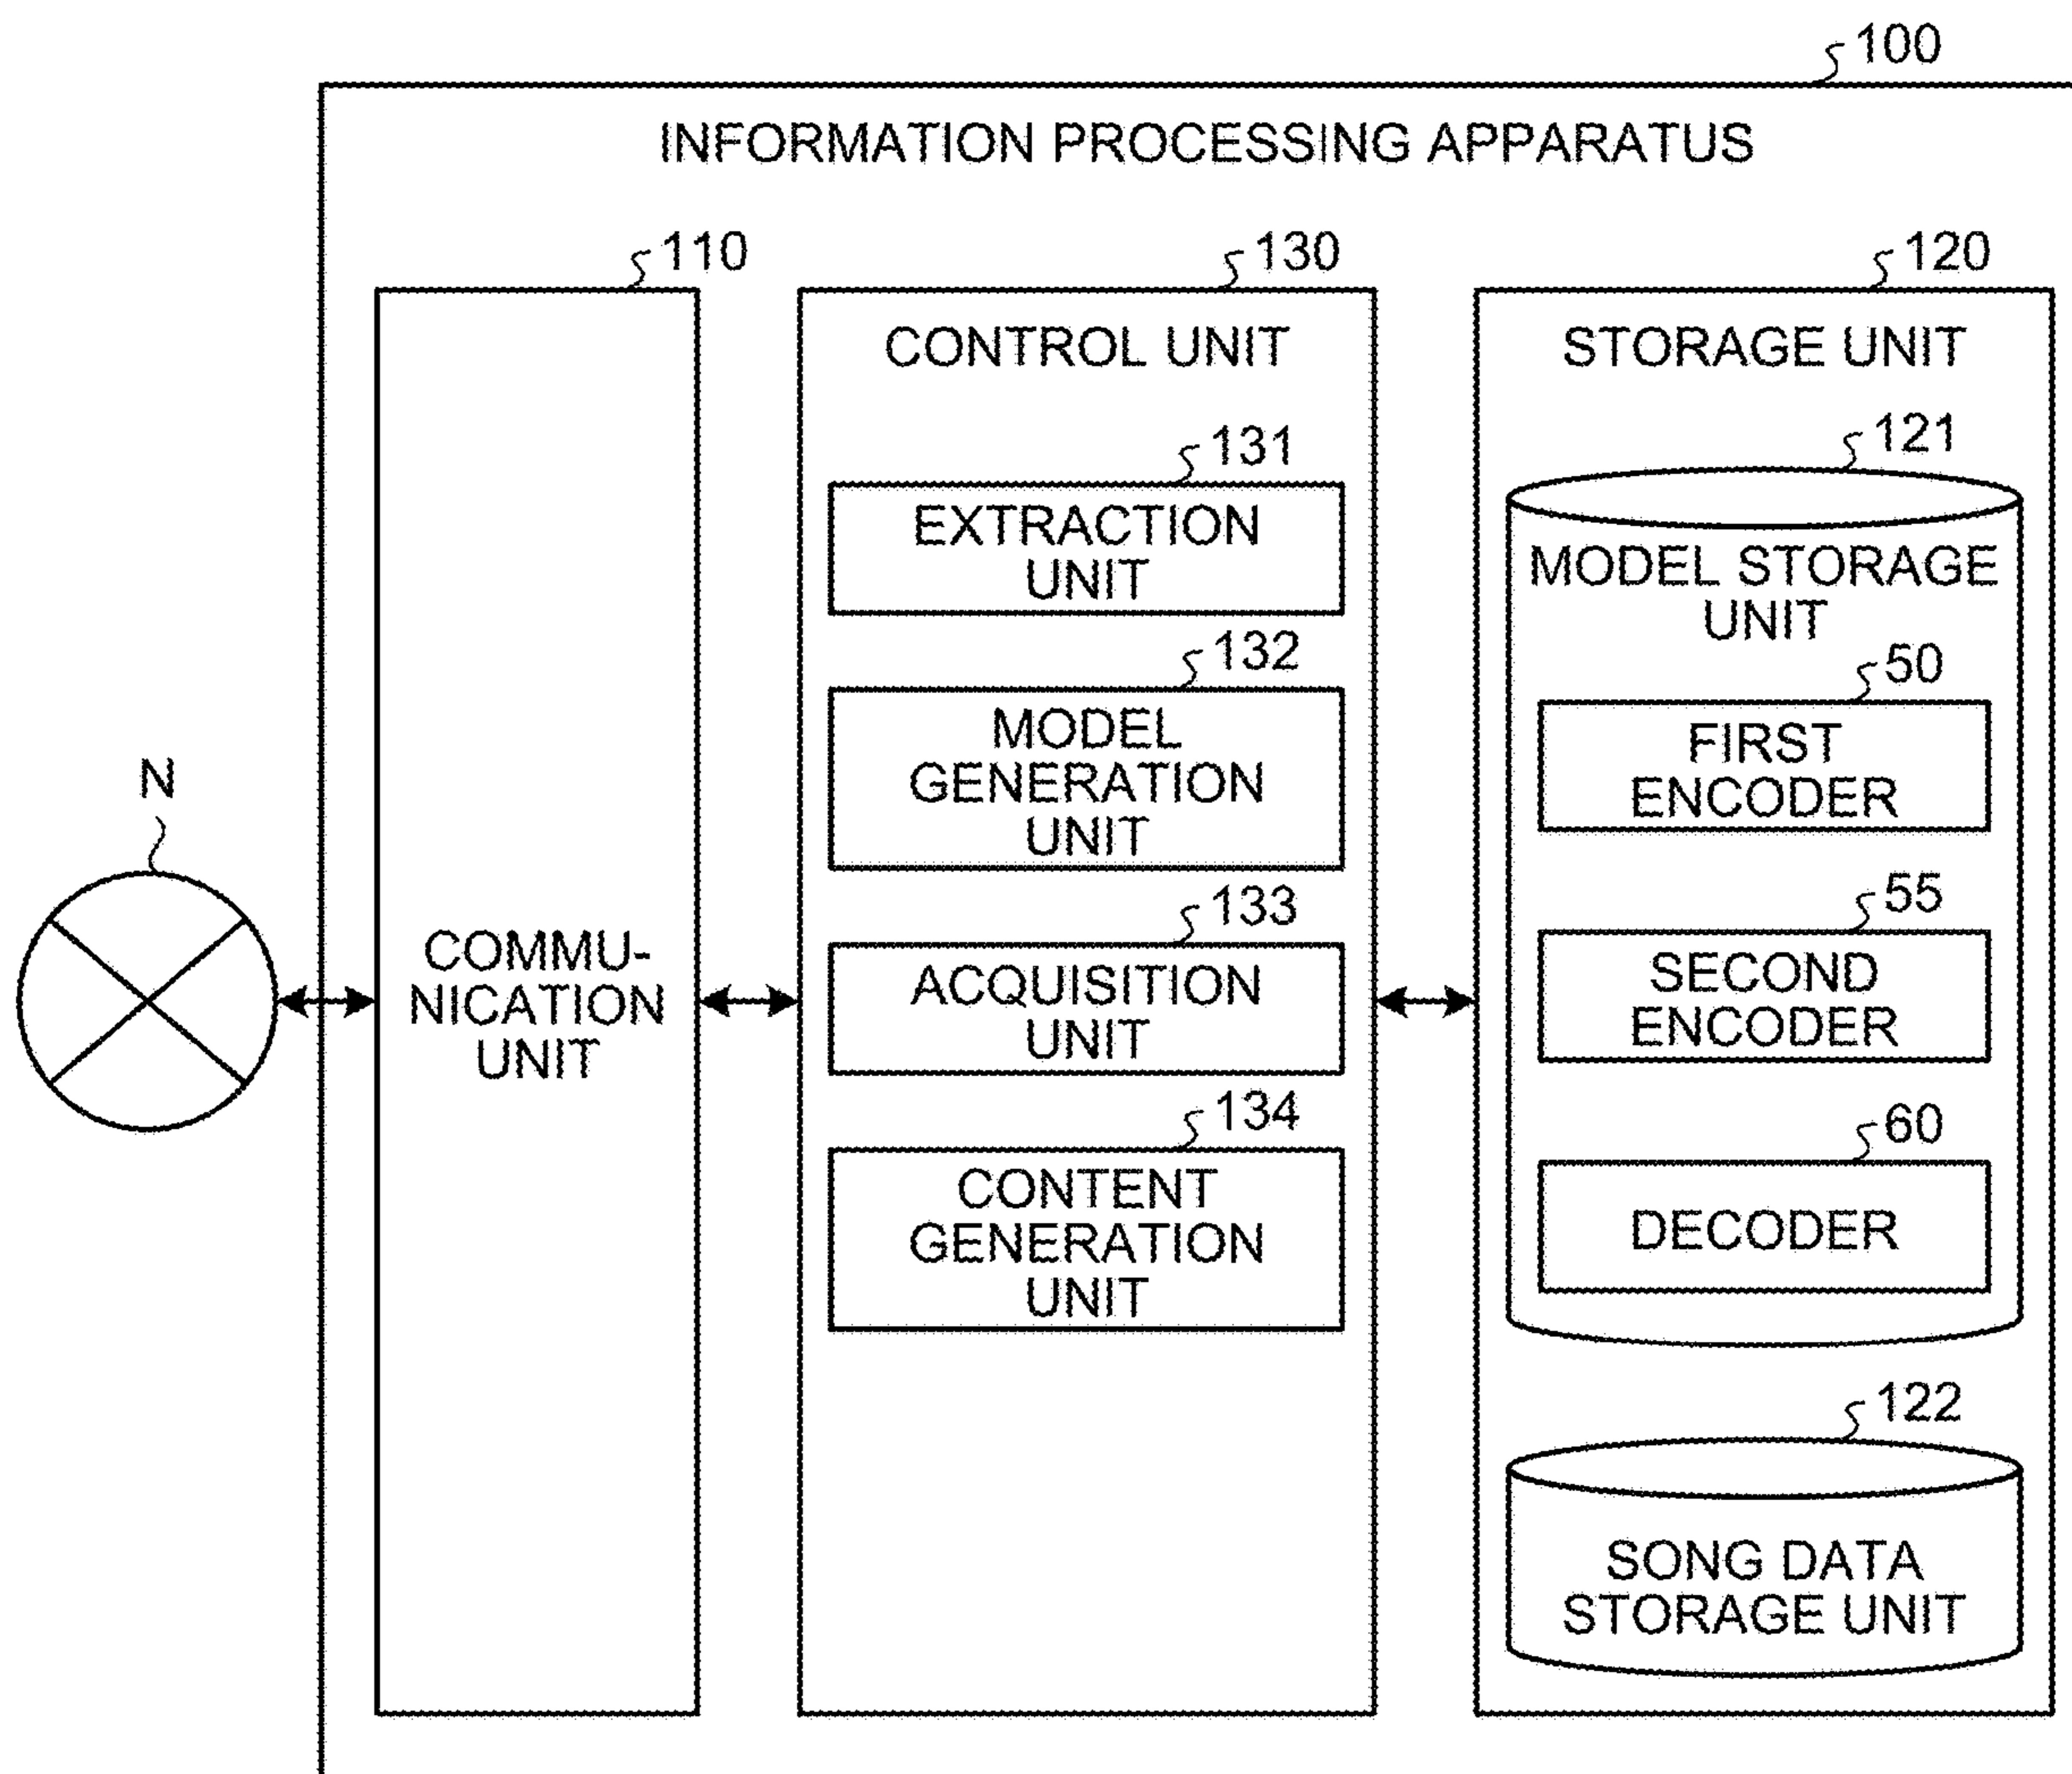 100
INFORMATION PROCESSING APPARATUS
110
130
120
CONTROL UNIT
STORAGE UNIT
131
EXTRACTION
UNIT
132
MODEL
GENERATION
UNIT
133
ACQUISITION
UNIT
134
CONTENT
GENERATION
UNIT
121
MODEL STORAGE
UNIT
50
FIRST
ENCODER
55
SECOND
ENCODER
60
DECODER
122
SONG DATA
STORAGE UNIT
N
COMMU-
NICATION
UNIT